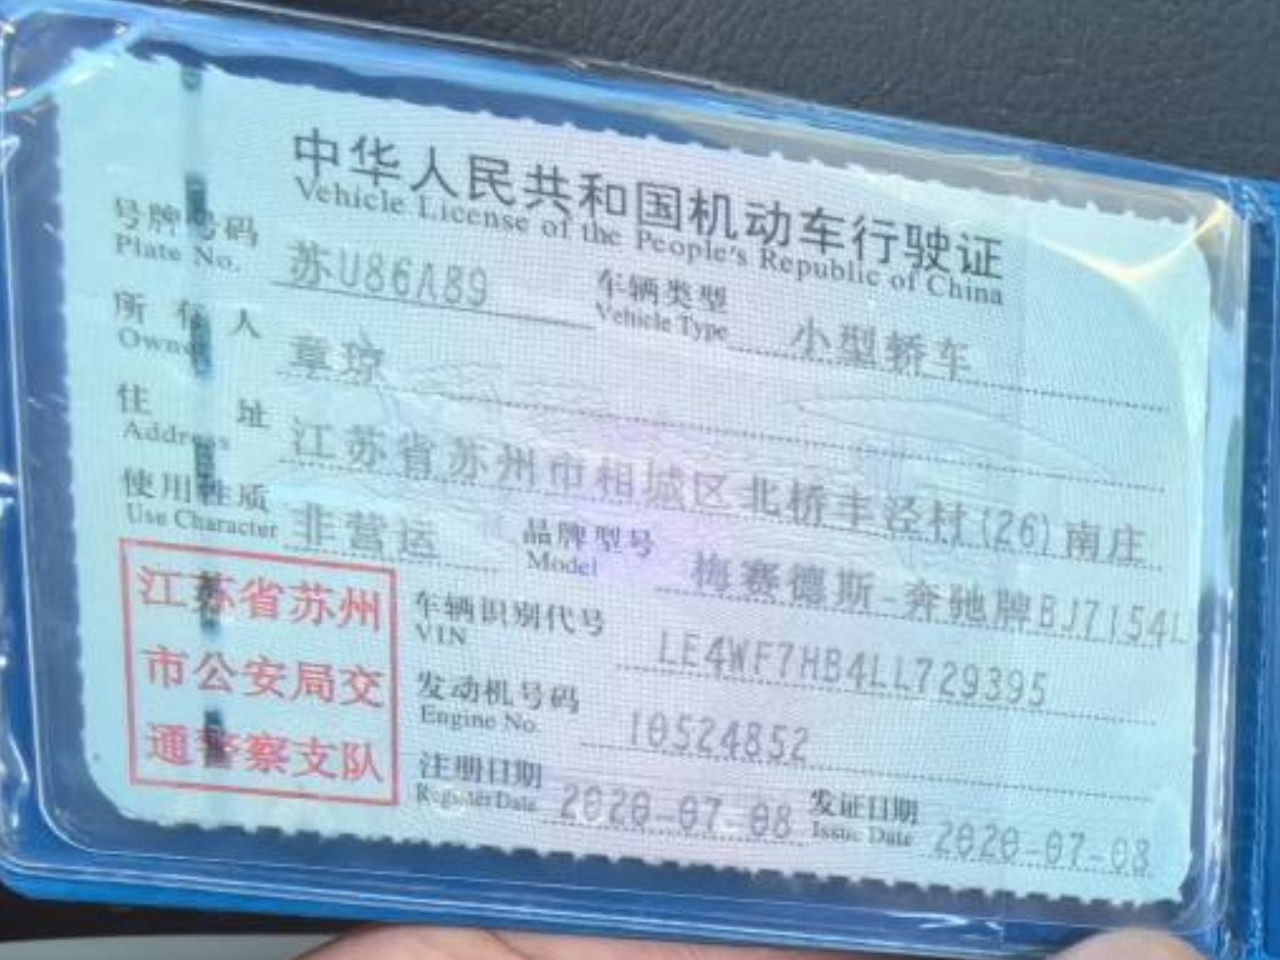 中华人民共和国机动车行驶证
Vehicle License of the People's Republic of China
号牌号码 苏U86A89 车辆类型 小型轿车
Plate No. Vehicle Type
所有人 章琼
Owner
住址 江苏省苏州市相城区北桥丰泾村(26)南庄
Address
使用性质 非营运 品牌型号 梅赛德斯-奔驰牌BJ7154L
Use Character Model
江苏省苏州
市公安局交
通警察支队
车辆识别代号 LE4WF7HB4LL729395
VIN
发动机号码 10524852
Engine No.
注册日期 2020-07-08 发证日期 2020-07-08
Register Date Issue Date